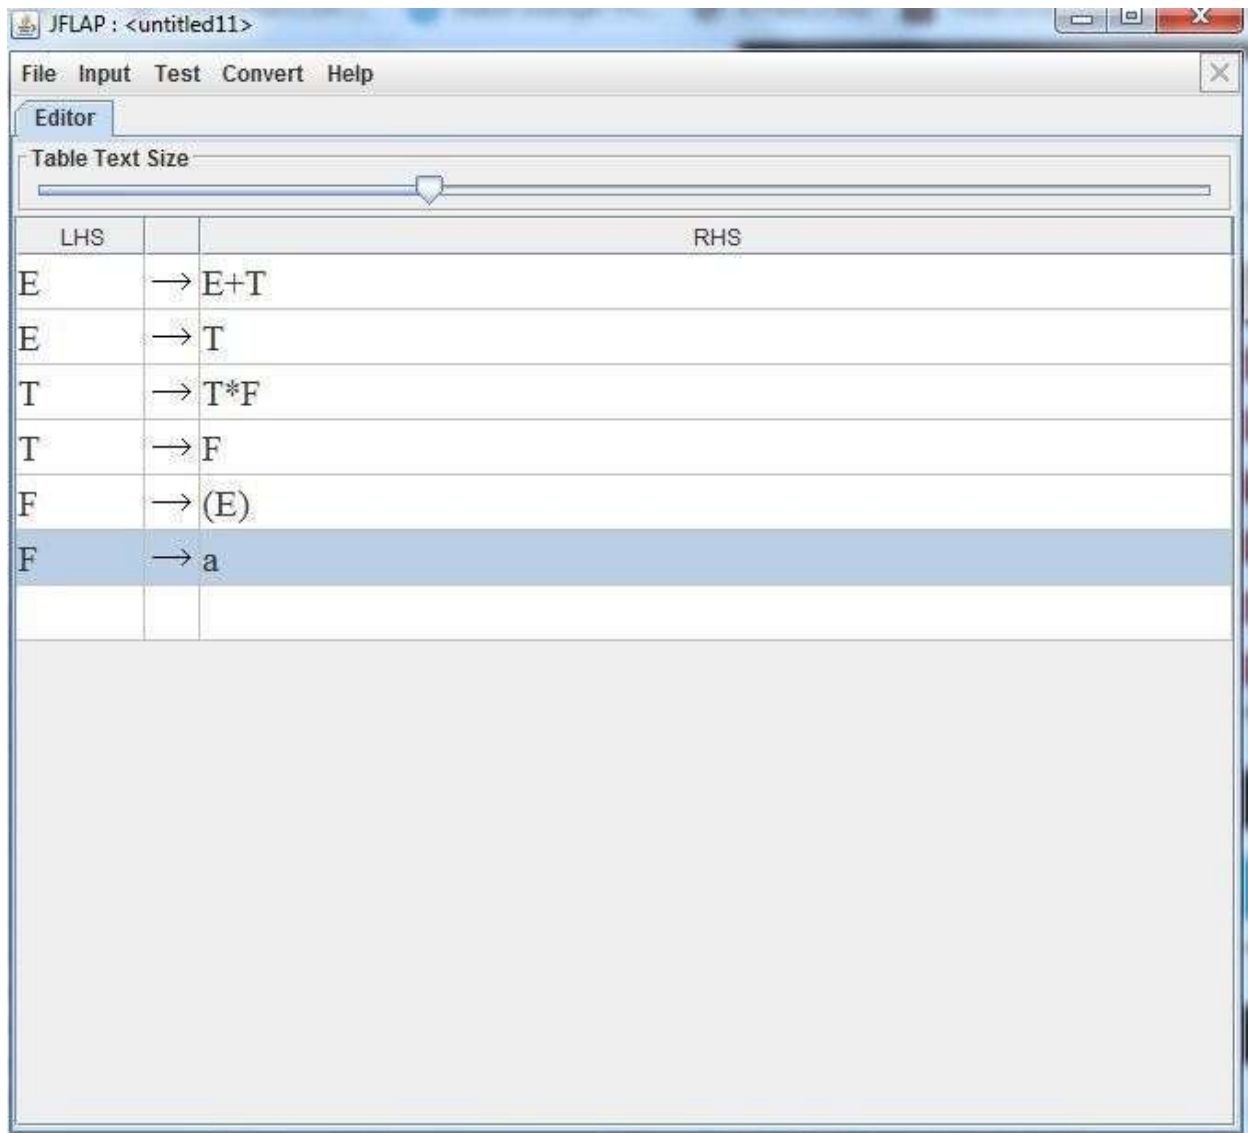 JFLAP : <untitled11>
File Input Test Convert Help
Editor
Table Text Size
LHS RHS
E → E+T
E → T
T → T*F
T → F
F → (E)
F → a